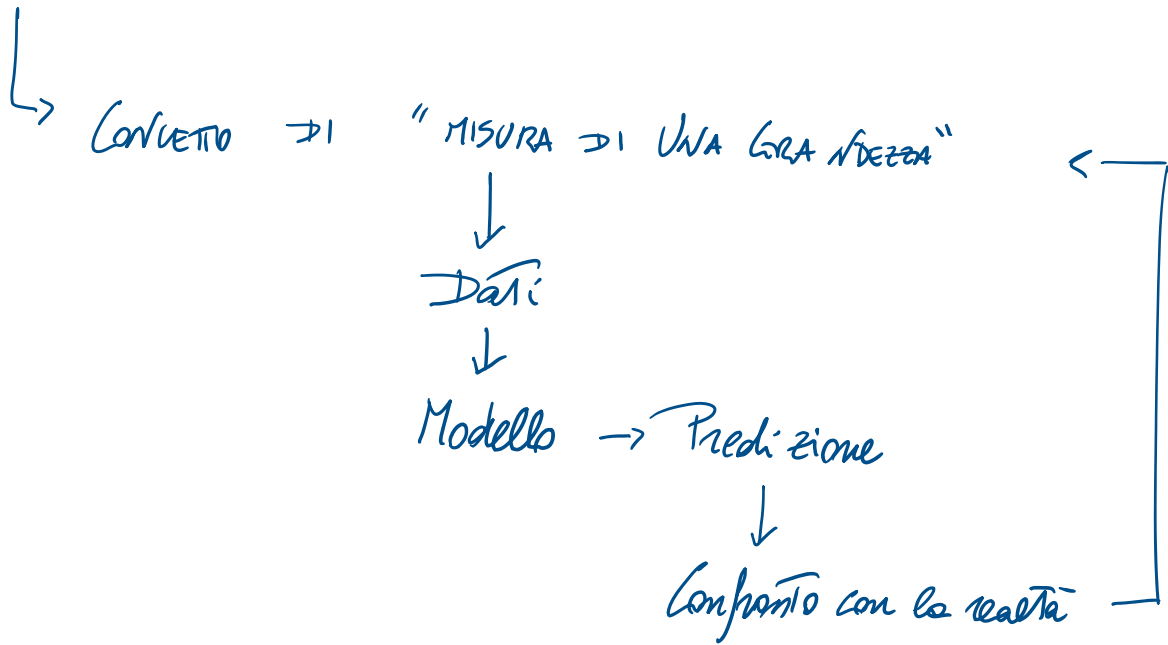 CONCETTO DI "MISURA DI UNA GRANDEZZA"
Dati
Modello → Predizione
Confronto con la realtà